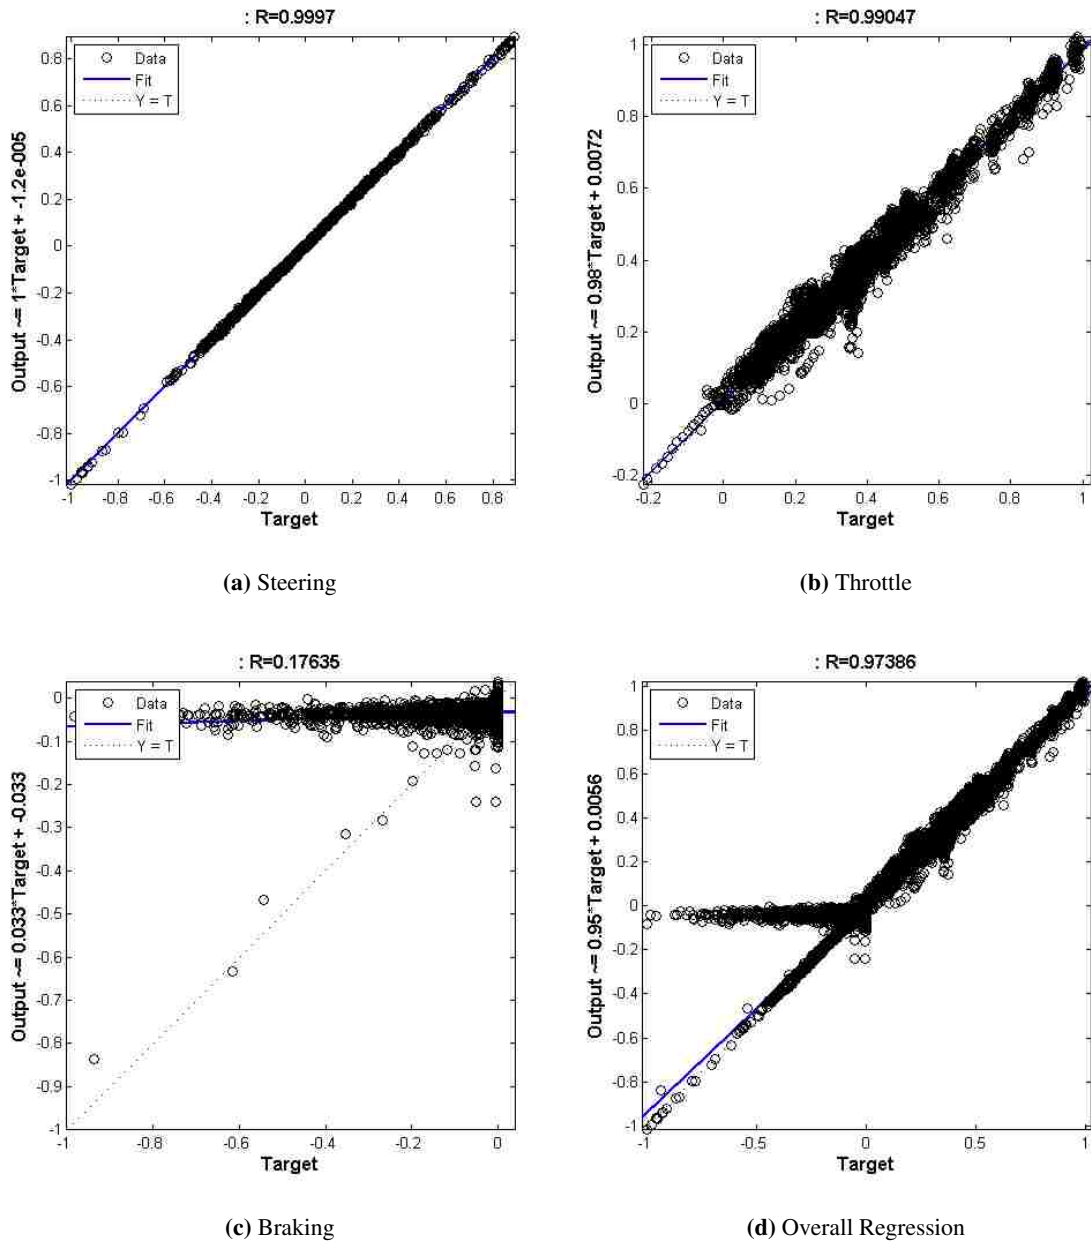 : R=0.9997
Data
Fit
Y = T
Output ~= 1*Target + -1.2e-005
0.8
0.6
0.4
0.2
0
-0.2
-0.4
-0.6
-0.8
-1
-1 -0.8 -0.6 -0.4 -0.2 0 0.2 0.4 0.6 0.8
Target
(a) Steering
: R=0.99047
Data
Fit
Y = T
Output ~= 0.98*Target + 0.0072
1
0.8
0.6
0.4
0.2
0
-0.2
-0.2 0 0.2 0.4 0.6 0.8 1
Target
(b) Throttle
: R=0.17635
Data
Fit
Y = T
Output ~= 0.033*Target + -0.033
0
-0.1
-0.2
-0.3
-0.4
-0.5
-0.6
-0.7
-0.8
-0.9
-1
-1 -0.8 -0.6 -0.4 -0.2 0
Target
(c) Braking
: R=0.97386
Data
Fit
Y = T
Output ~= 0.95*Target + 0.0056
1
0.8
0.6
0.4
0.2
0
-0.2
-0.4
-0.6
-0.8
-1
-1 -0.5 0 0.5 1
Target
(d) Overall Regression